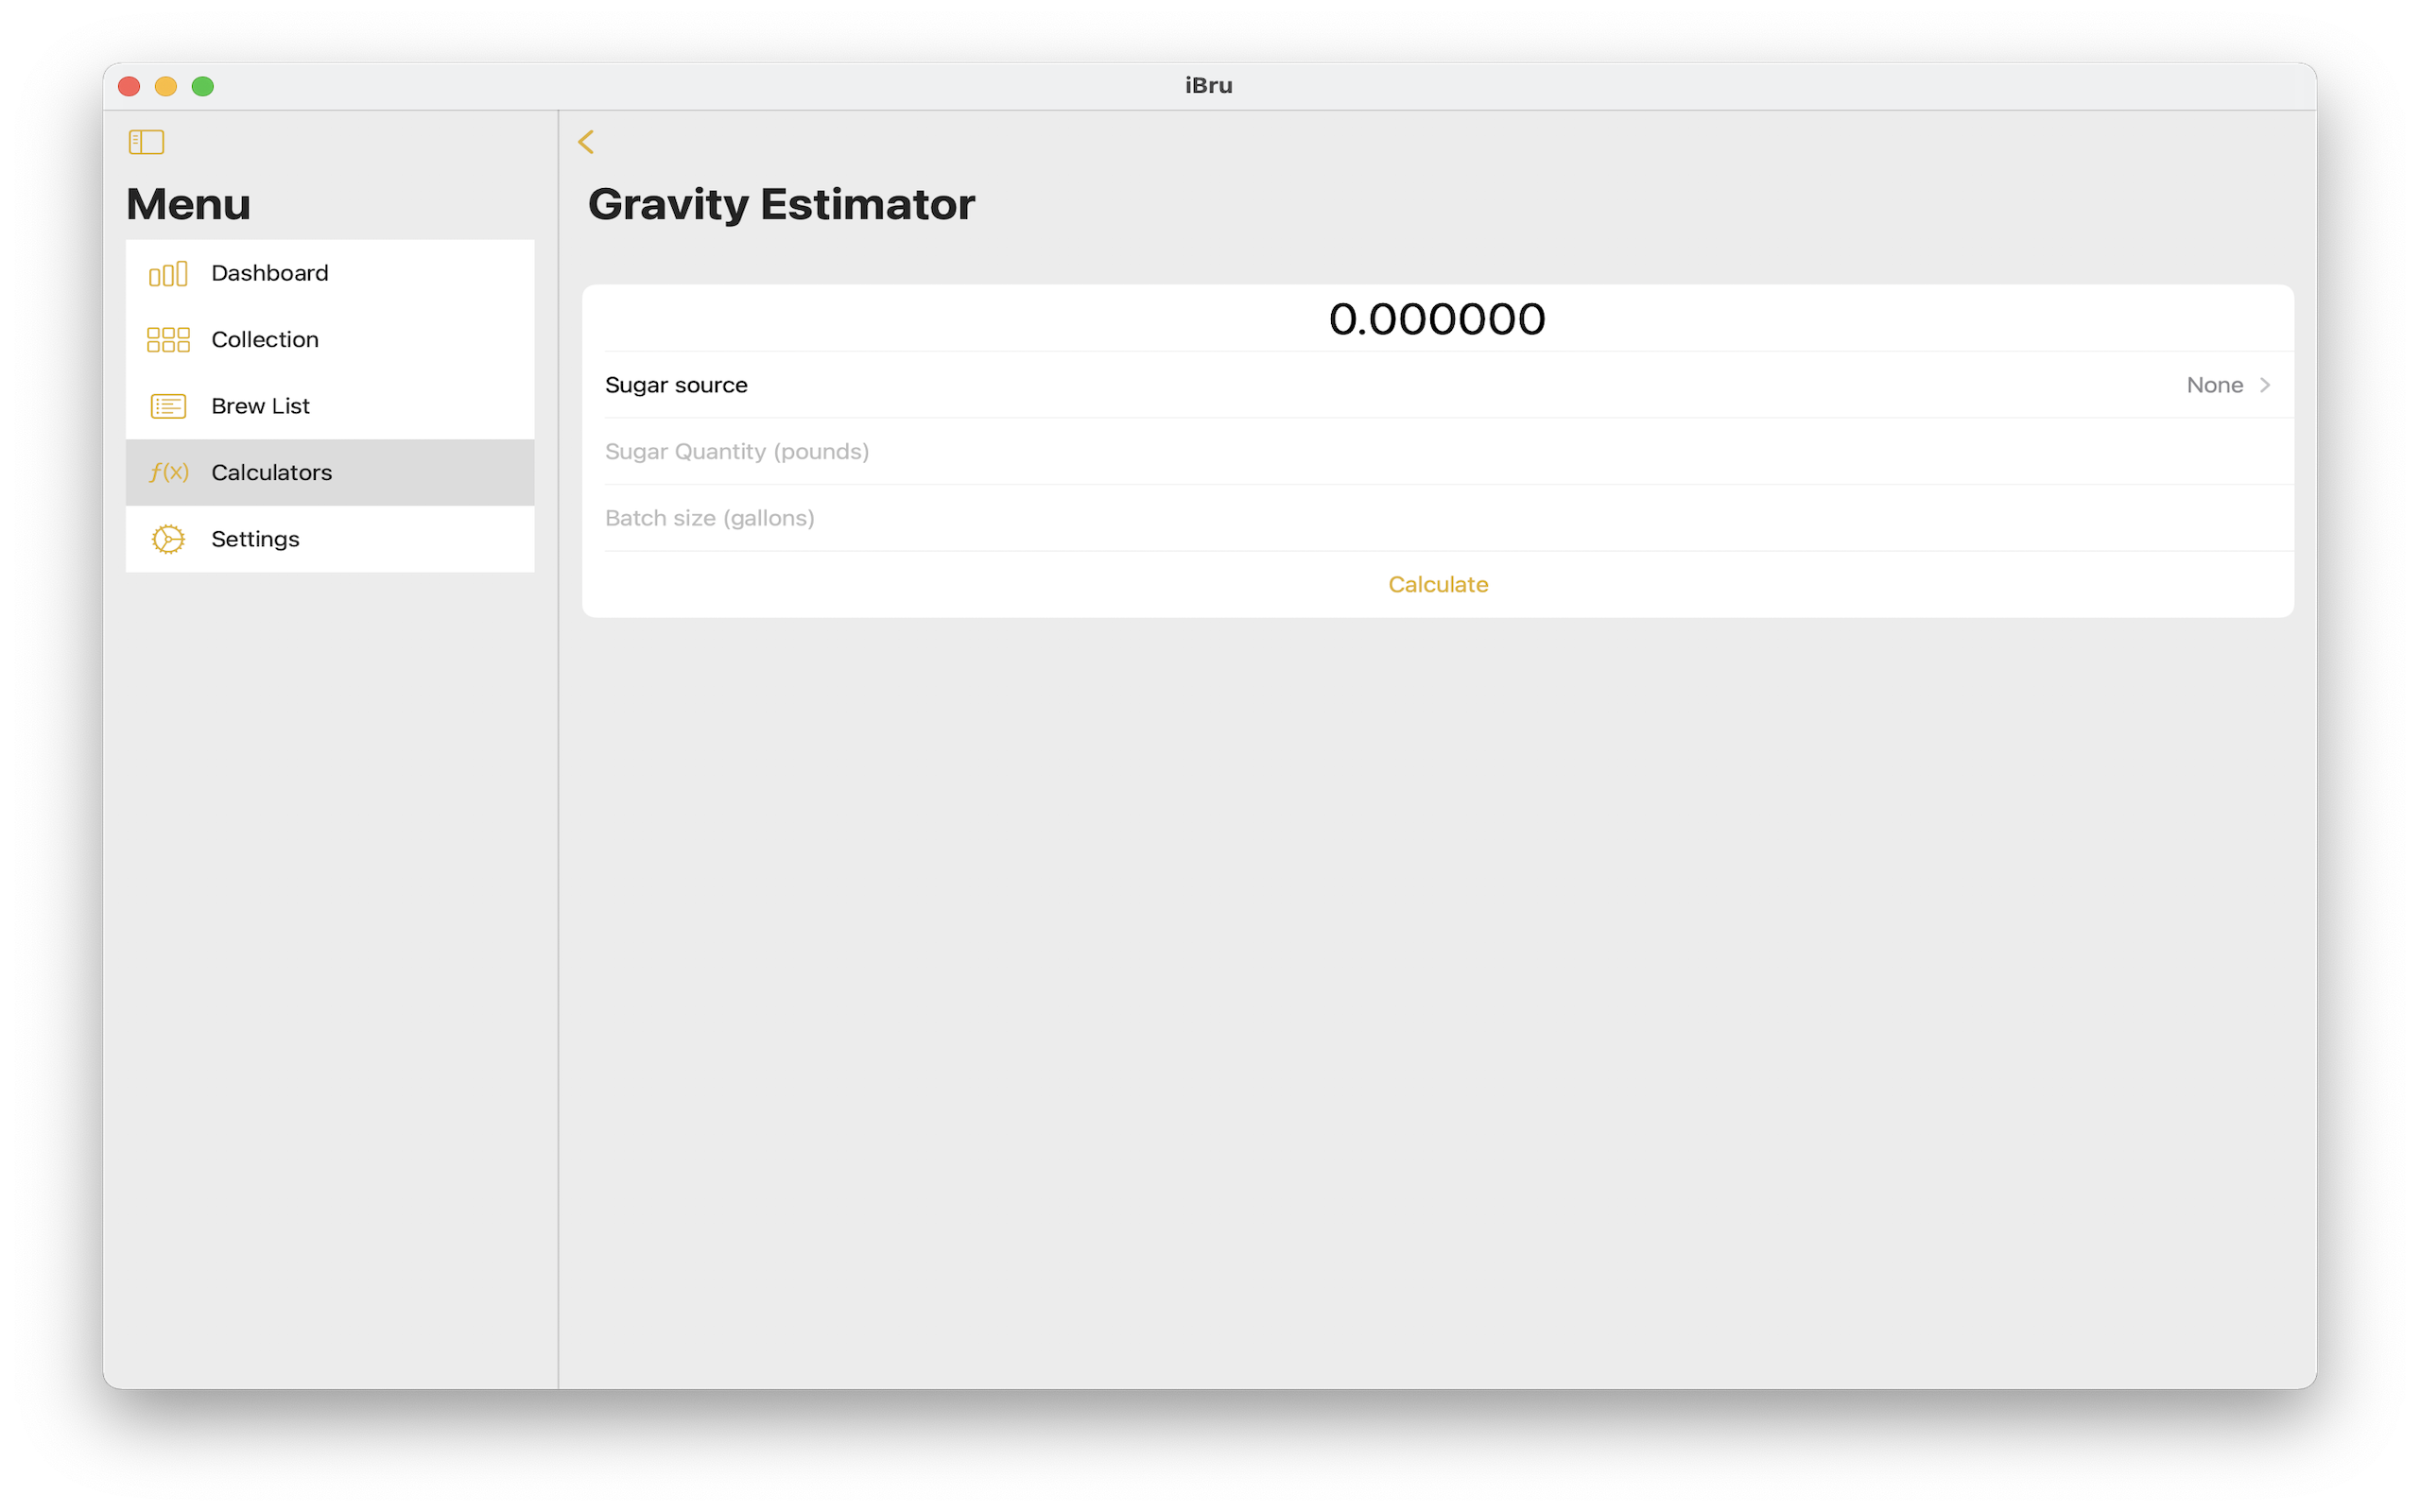 iBru
Menu
Dashboard
Collection
Brew List
f(x) Calculators
Settings
Gravity Estimator
0.000000
Sugar source None
Sugar Quantity (pounds)
Batch size (gallons)
Calculate